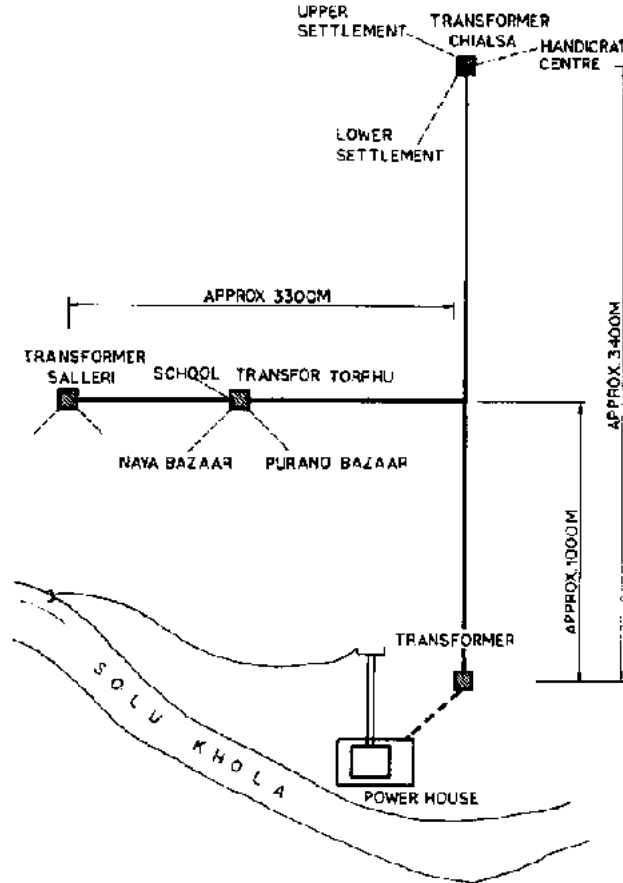 UPPER
SETTLEMENT
TRANSFORMER
CHIALSA
HANDICRAT
CENTRE
LOWER
SETTLEMENT
APPROX 3300M
APPROX. 3400M
TRANSFORMER
SALLERI
SCHOOL
TRANSFOR TORPHU
NAYA BAZAAR
PURANO BAZAAR
APPROX. 1000M
TRANSFORMER
SOLU KHOLA
POWER HOUSE